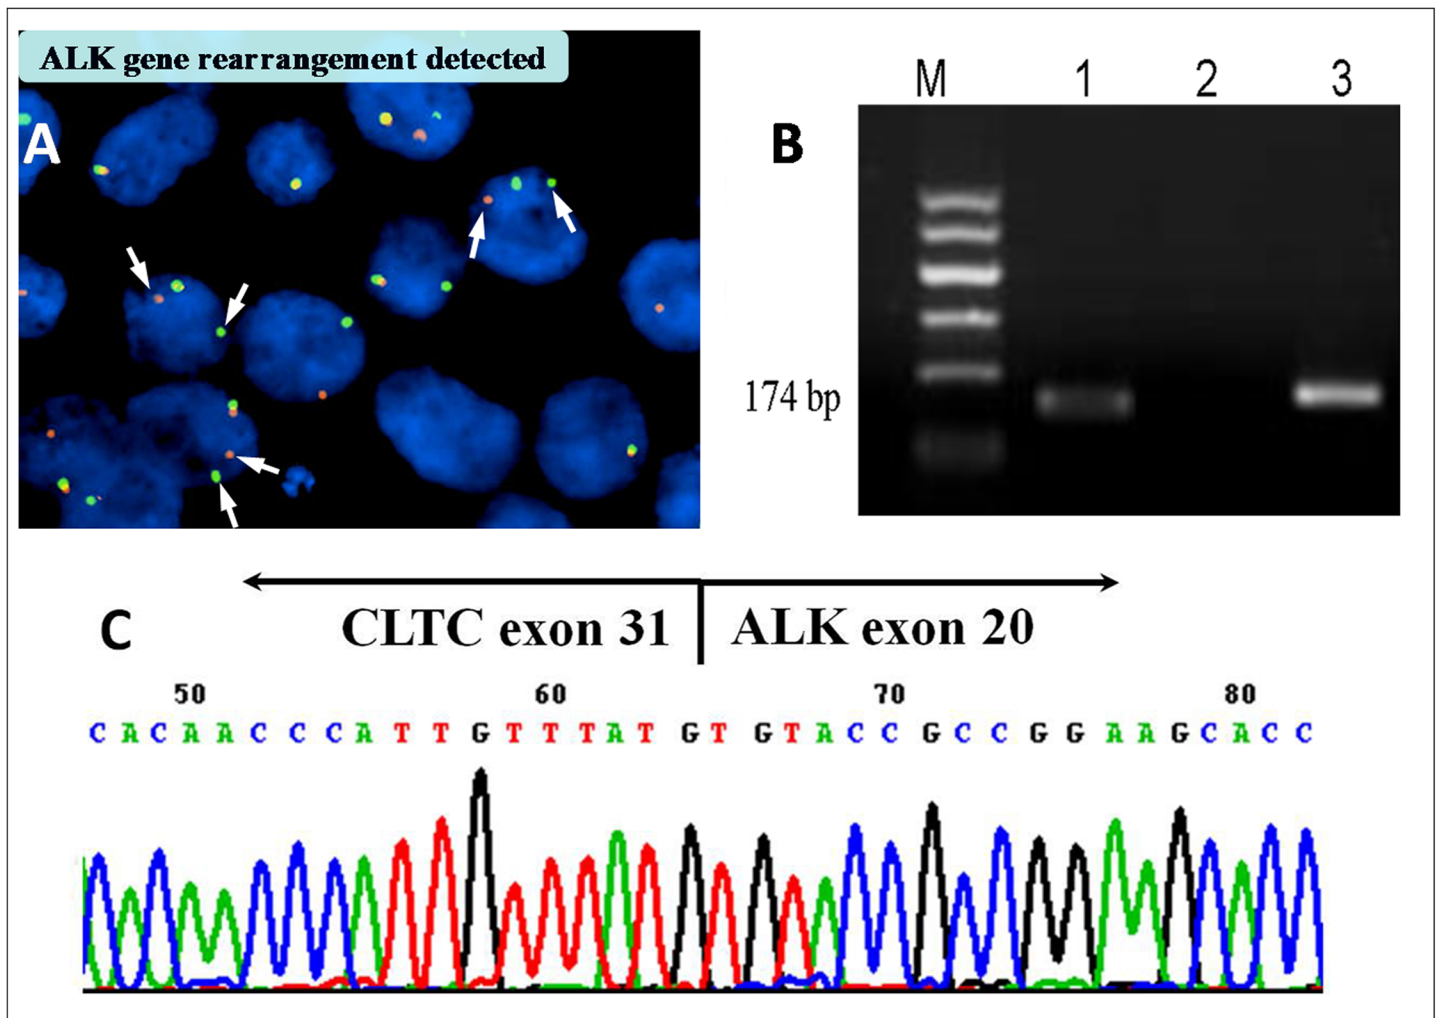 ALK gene rearrangement detected
A
B
M 1 2 3
174 bp
C
CLTC exon 31 ALK exon 20
50 60 70 80
C A C A A C C C A T T G T T T A T G T G T A C C G C C G G A A G C A C C